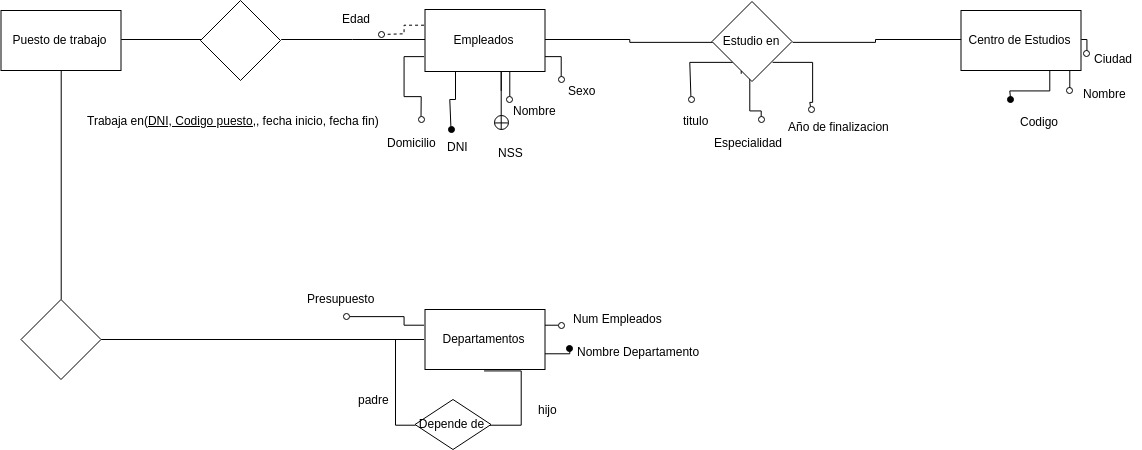 Edad
Puesto de trabajo
Empleados
Estudio en
Centro de Estudios
Ciudad
Sexo
Nombre
Nombre
Trabaja en(DNI, Codigo puesto,, fecha inicio, fecha fin)
titulo
Año de finalizacion
Codigo
Domicilio
DNI
NSS
Especialidad
Presupuesto
Num Empleados
Departamentos
Nombre Departamento
padre
hijo
Depende de